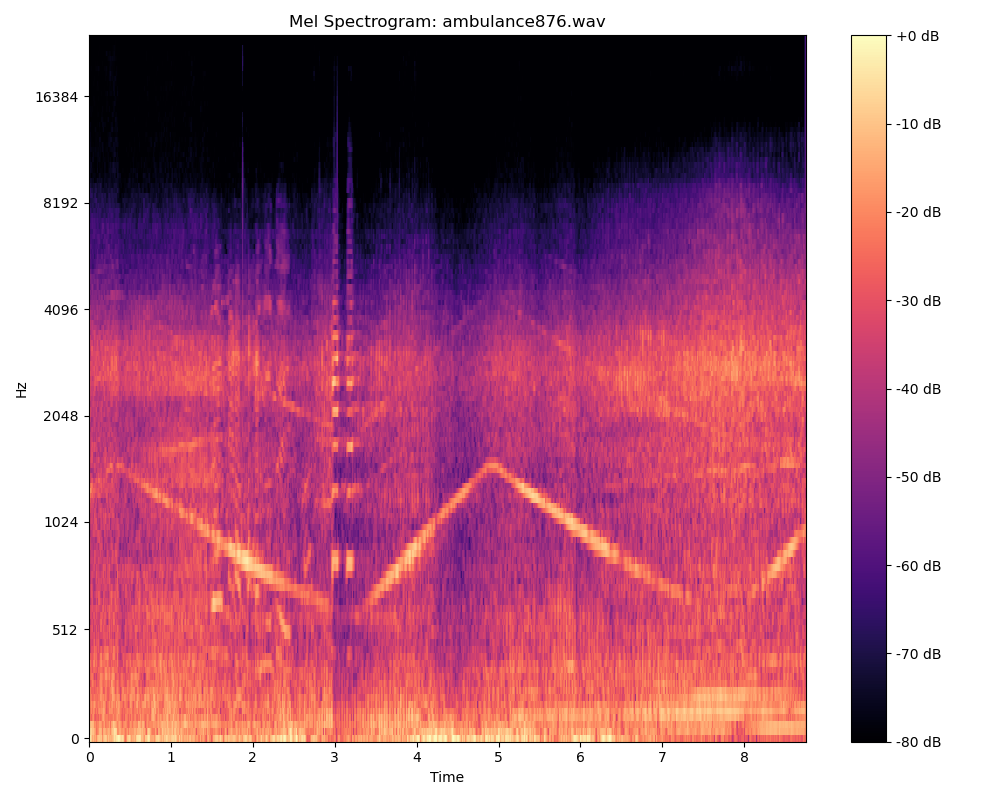 Mel Spectrogram: ambulance876.wav
+0 dB
16384
-10 dB
8192
-20 dB
4096
-30 dB
Hz
2048
-40 dB
1024
-50 dB
512
-60 dB
-70 dB
0
-80 dB
0 1 2 3 4 5 6 7 8
Time